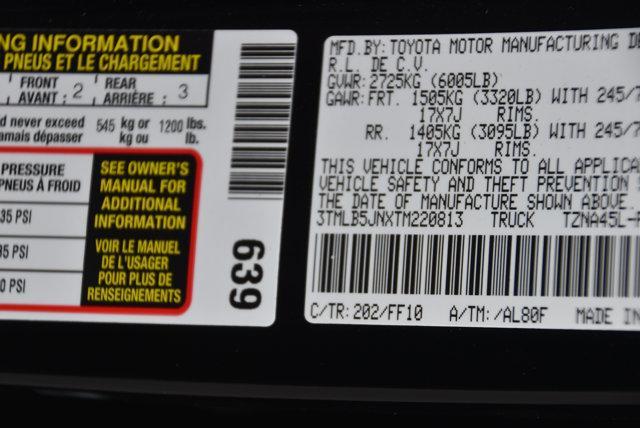 NG INFORMATION
PNEUS ET LE CHARGEMENT
FRONT AVANT : 2
REAR ARRIÈRE : 3
d never exceed 545 kg or 1200 lbs.
amais dépasser kg ou lb.
PRESSURE
PNEUS À FROID
35 PSI
35 PSI
0 PSI
SEE OWNER'S
MANUAL FOR
ADDITIONAL
INFORMATION
VOIR LE MANUEL
DE L'USAGER
POUR PLUS DE
RENSEIGNEMENTS
639
MFD.BY: TOYOTA MOTOR MANUFACTURING DE
R.L. DE C.V.
GVWR: 2725KG (6005LB)
GAWR: FRT. 1505KG (3320LB) WITH 245/7
17X7J RIMS.
RR. 1405KG (3095LB) WITH 245/7
17X7J RIMS.
THIS VEHICLE CONFORMS TO ALL APPLICA
VEHICLE SAFETY AND THEFT PREVENTION
THE DATE OF MANUFACTURE SHOWN ABOVE.
3TMLB5JNXTM220813 TRUCK TZNA45L-
C/TR: 202/FF10 A/TM: /AL80F MADE IN